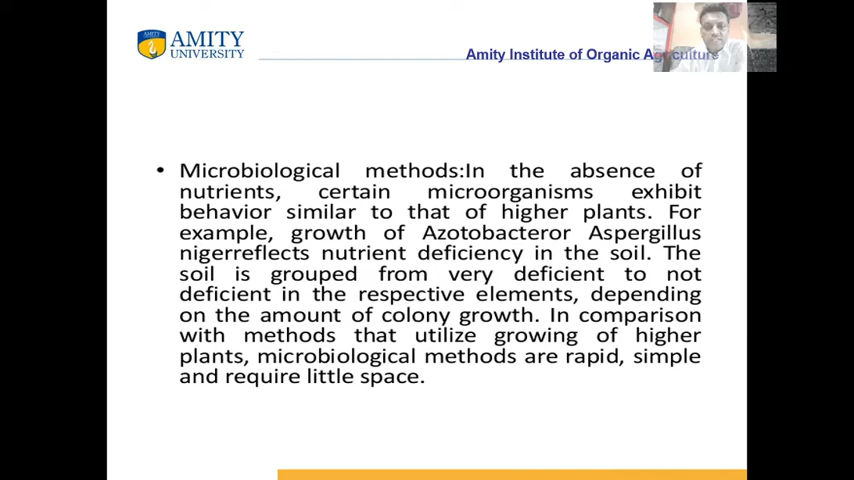 AMITY
AMITY
UNIVERSITY
Amity Institute of Organic Agriculture
• Microbiological methods:In the absence of
nutrients, certain microorganisms exhibit
behavior similar to that of higher plants. For
example, growth of Azotobacteror Aspergillus
nigerreflects nutrient deficiency in the soil. The
soil is grouped from very deficient to not
deficient in the respective elements, depending
on the amount of colony growth. In comparison
with methods that utilize growing of higher
plants, microbiological methods are rapid, simple
and require little space.